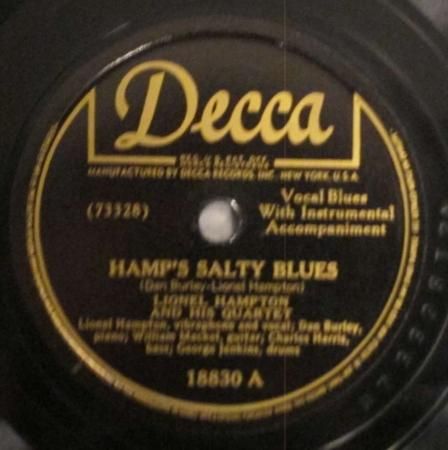 Decca
REG. U.S. PAT. OFF.
MANUFACTURED BY DECCA RECORDS, INC., NEW YORK, U.S.A.
(73328)
Vocal Blues
With Instrumental
Accompaniment
HAMP'S SALTY BLUES
(Dan Burley-Lionel Hampton)
LIONEL HAMPTON
AND HIS QUARTET
Lionel Hampton, vibraphone and vocal; Dan Burley,
piano; William Mackel, guitar; Charles Harris,
bass; George Jenkins, drums
18830 A